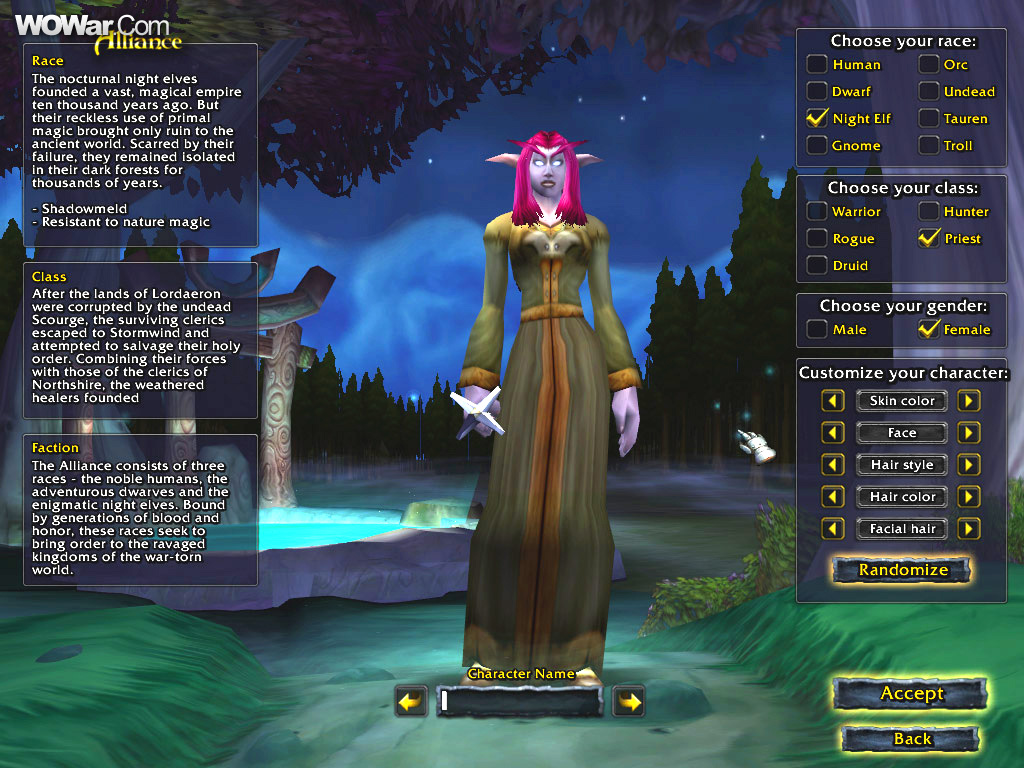 WOWar.Com
Alliance
Race
The nocturnal night elves
founded a vast, magical empire
ten thousand years ago. But
their reckless use of primal
magic brought only ruin to the
ancient world. Scarred by their
failure, they remained isolated
in their dark forests for
thousands of years.
- Shadowmeld
- Resistant to nature magic
Class
After the lands of Lordaeron
were corrupted by the undead
Scourge, the surviving clerics
escaped to Stormwind and
attempted to salvage their holy
order. Combining their forces
with those of the clerics of
Northshire, the weathered
healers founded
Faction
The Alliance consists of three
races - the noble humans, the
adventurous dwarves and the
enigmatic night elves. Bound
by generations of blood and
honor, these races seek to
bring order to the ravaged
kingdoms of the war-torn
world.
Character Name
Choose your race:
Human Orc
Dwarf Undead
Night Elf Tauren
Gnome Troll
Choose your class:
Warrior Hunter
Rogue Priest
Druid
Choose your gender:
Male Female
Customize your character:
Skin color
Face
Hair style
Hair color
Facial hair
Randomize
Accept
Back